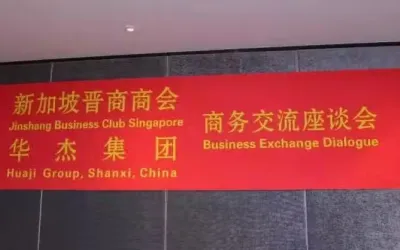 新加坡晋商商会
Jinshang Business Club Singapore
华杰集团
Huaji Group, Shanxi, China
商务交流座谈会
Business Exchange Dialogue